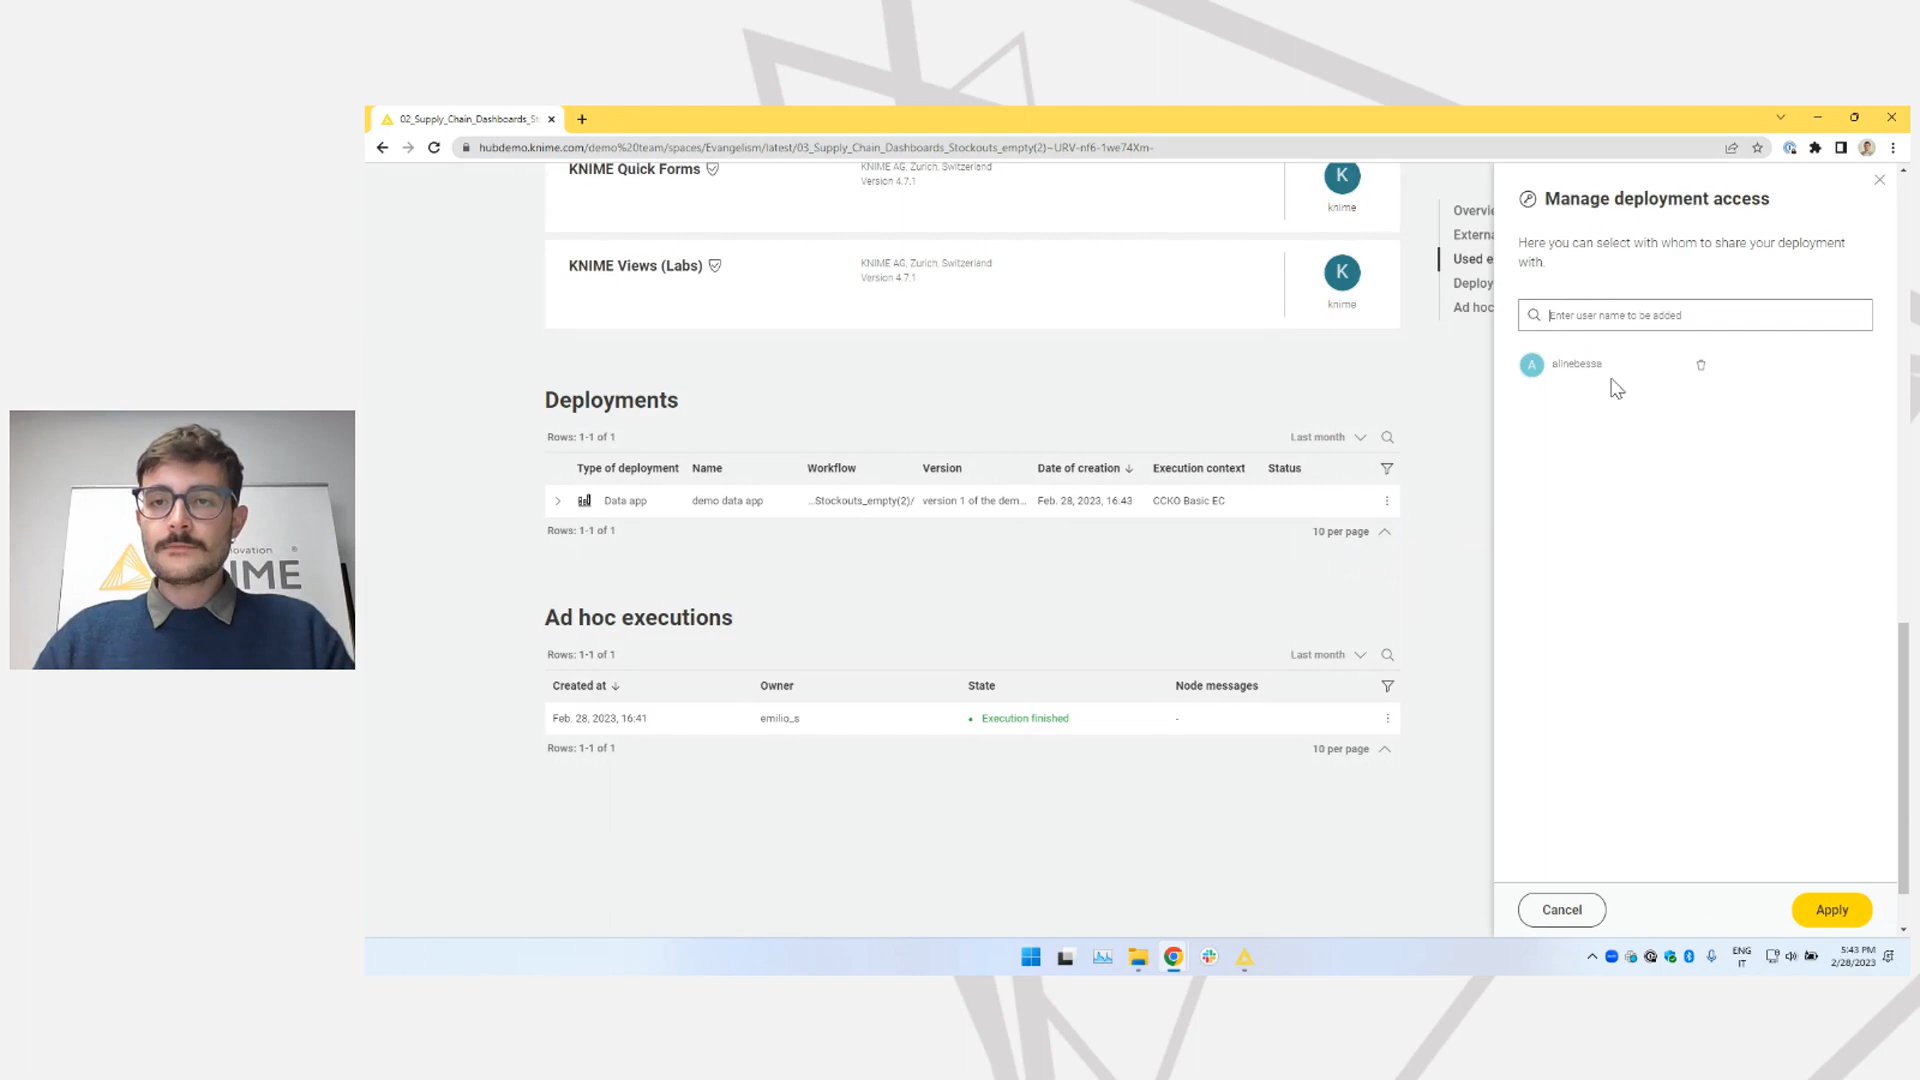 02_Supply_Chain_Dashboards_St
hubdemo.knime.com/demo%20team/spaces/Evangelism/latest/03_Supply_Chain_Dashboards_Stockouts_empty(2)~URV-nf6-1we74Xm-
KNIME Quick Forms
KNIME AG, Zurich, Switzerland
Version 4.7.1
K
knime
KNIME Views (Labs)
KNIME AG, Zurich, Switzerland
Version 4.7.1
K
knime
Overvie
Externa
Used e
Deploy
Ad hoc
Manage deployment access
Here you can select with whom to share your deployment
with.
Enter user name to be added
A alinebessa
Deployments
Rows: 1-1 of 1
Last month
Type of deployment Name Workflow Version Date of creation Execution context Status
Data app demo data app ...Stockouts_empty(2)/ version 1 of the dem... Feb. 28, 2023, 16:43 CCKO Basic EC
Rows: 1-1 of 1
10 per page
Ad hoc executions
Rows: 1-1 of 1
Last month
Created at Owner State Node messages
Feb. 28, 2023, 16:41 emilio_s Execution finished -
Rows: 1-1 of 1
10 per page
Cancel
Apply
ENG
IT
5:43 PM
2/28/2023
novation
NIME